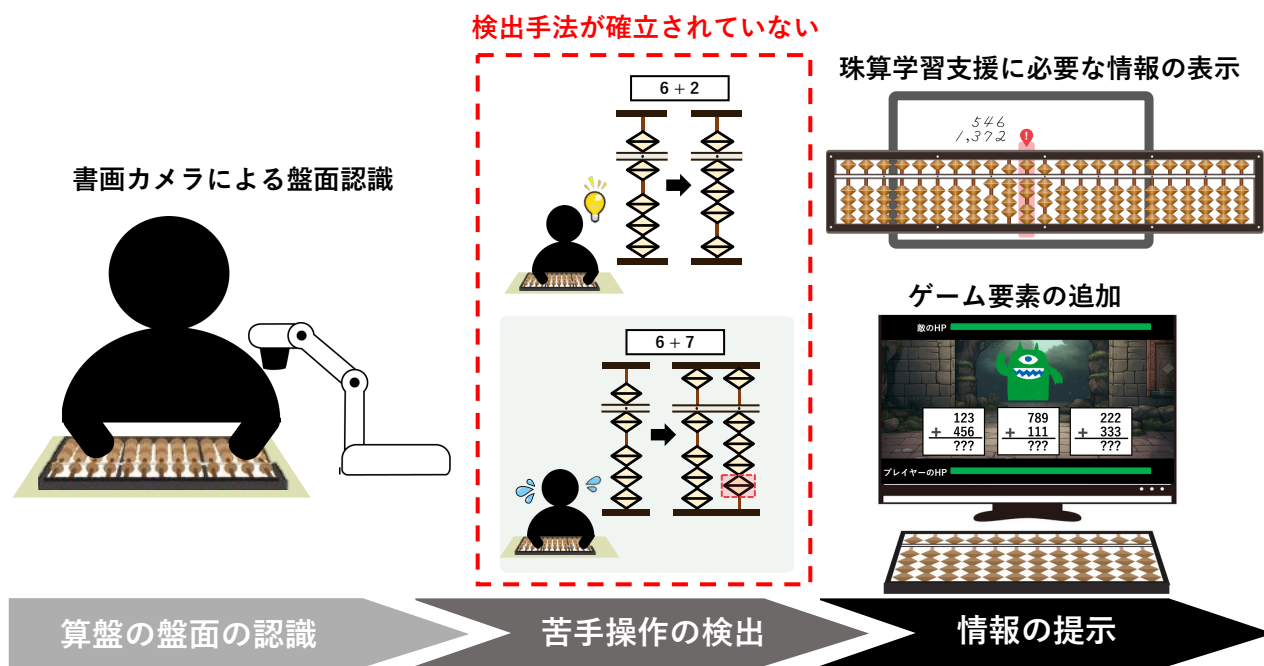 検出手法が確立されていない
書画カメラによる盤面認識
6 + 2
6 + 7
珠算学習支援に必要な情報の表示
546
1,372
!
ゲーム要素の追加
敵のHP
123
+ 456
???
789
+ 111
???
222
+ 333
???
プレイヤーのHP
算盤の盤面の認識
苦手操作の検出
情報の提示